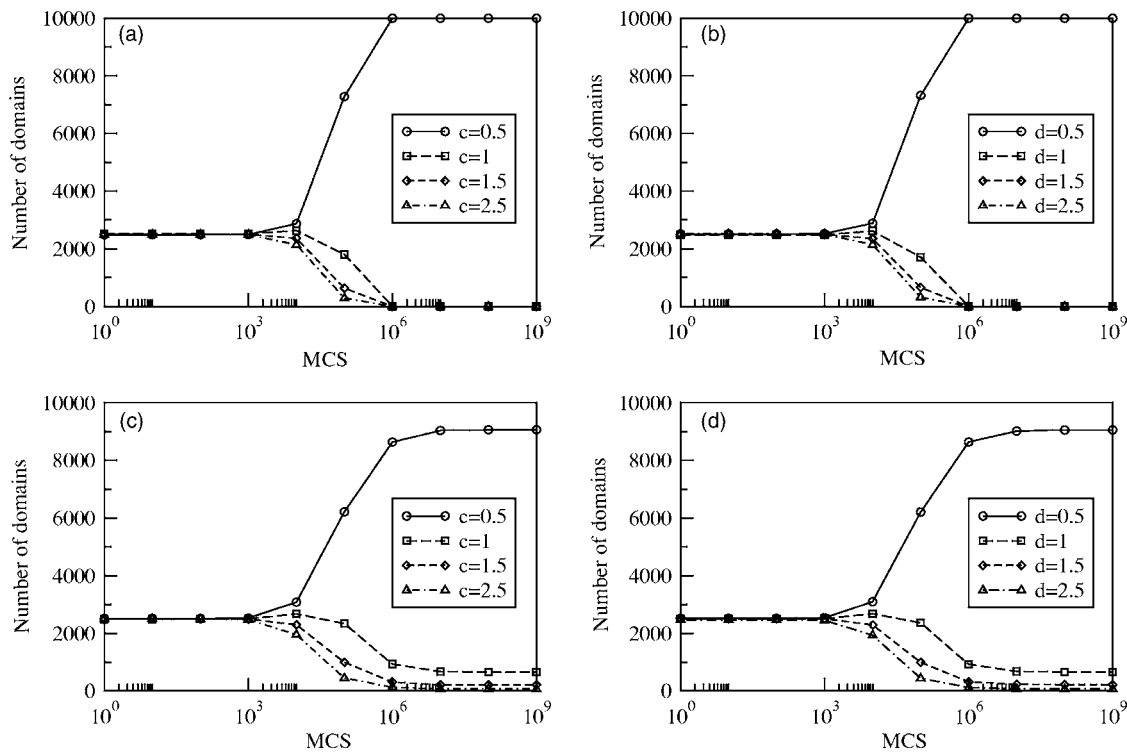 (a)
Number of domains
10000
8000
6000
4000
2000
0
c=0.5
c=1
c=1.5
c=2.5
10^0
10^3
10^6
10^9
MCS
(b)
Number of domains
10000
8000
6000
4000
2000
0
d=0.5
d=1
d=1.5
d=2.5
10^0
10^3
10^6
10^9
MCS
(c)
Number of domains
10000
8000
6000
4000
2000
0
c=0.5
c=1
c=1.5
c=2.5
10^0
10^3
10^6
10^9
MCS
(d)
Number of domains
10000
8000
6000
4000
2000
0
d=0.5
d=1
d=1.5
d=2.5
10^0
10^3
10^6
10^9
MCS